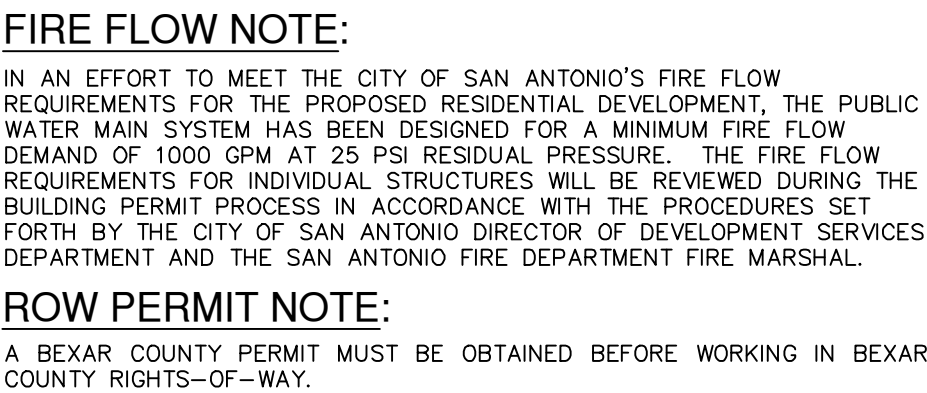 FIRE FLOW NOTE:
IN AN EFFORT TO MEET THE CITY OF SAN ANTONIO'S FIRE FLOW
REQUIREMENTS FOR THE PROPOSED RESIDENTIAL DEVELOPMENT, THE PUBLIC
WATER MAIN SYSTEM HAS BEEN DESIGNED FOR A MINIMUM FIRE FLOW
DEMAND OF 1000 GPM AT 25 PSI RESIDUAL PRESSURE. THE FIRE FLOW
REQUIREMENTS FOR INDIVIDUAL STRUCTURES WILL BE REVIEWED DURING THE
BUILDING PERMIT PROCESS IN ACCORDANCE WITH THE PROCEDURES SET
FORTH BY THE CITY OF SAN ANTONIO DIRECTOR OF DEVELOPMENT SERVICES
DEPARTMENT AND THE SAN ANTONIO FIRE DEPARTMENT FIRE MARSHAL.
ROW PERMIT NOTE:
A BEXAR COUNTY PERMIT MUST BE OBTAINED BEFORE WORKING IN BEXAR
COUNTY RIGHTS-OF-WAY.